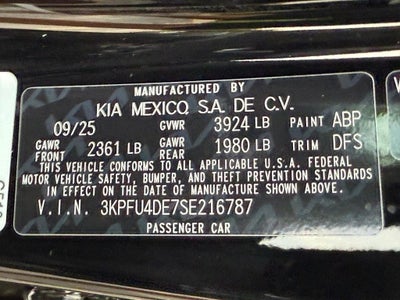 MANUFACTURED BY
KIA MEXICO, S.A. DE C.V.
09/25 GVWR 3924 LB PAINT ABP
GAWR FRONT 2361 LB GAWR REAR 1980 LB TRIM DFS
THIS VEHICLE CONFORMS TO ALL APPLICABLE U.S.A. FEDERAL
MOTOR VEHICLE SAFETY, BUMPER, AND THEFT PREVENTION STANDARDS
IN EFFECT ON THE DATE OF MANUFACTURE SHOWN ABOVE.
V.I.N. 3KPFU4DE7SE216787
PASSENGER CAR